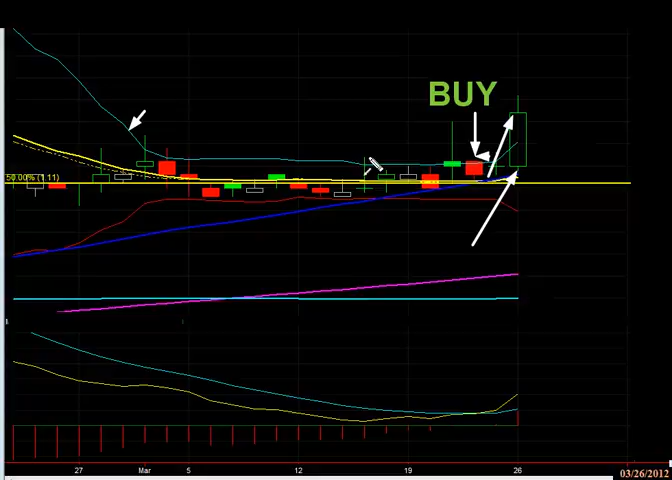 BUY
50.00% (1.11)
27 Mar 5 12 19 26
03/26/2012